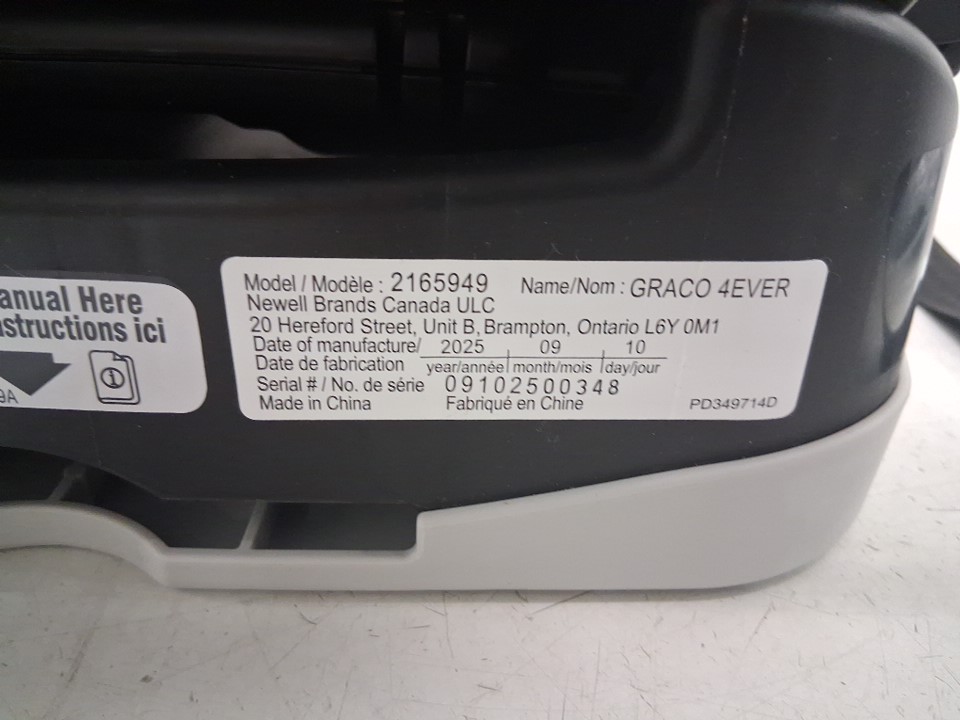 anual Here
structions ici
9A
Model / Modèle : 2165949 Name/Nom : GRACO 4EVER
Newell Brands Canada ULC
20 Hereford Street, Unit B, Brampton, Ontario L6Y 0M1
Date of manufacture/ 2025 09 10
Date de fabrication year/année month/mois day/jour
Serial # / No. de série 09102500348
Made in China Fabriqué en Chine PD349714D